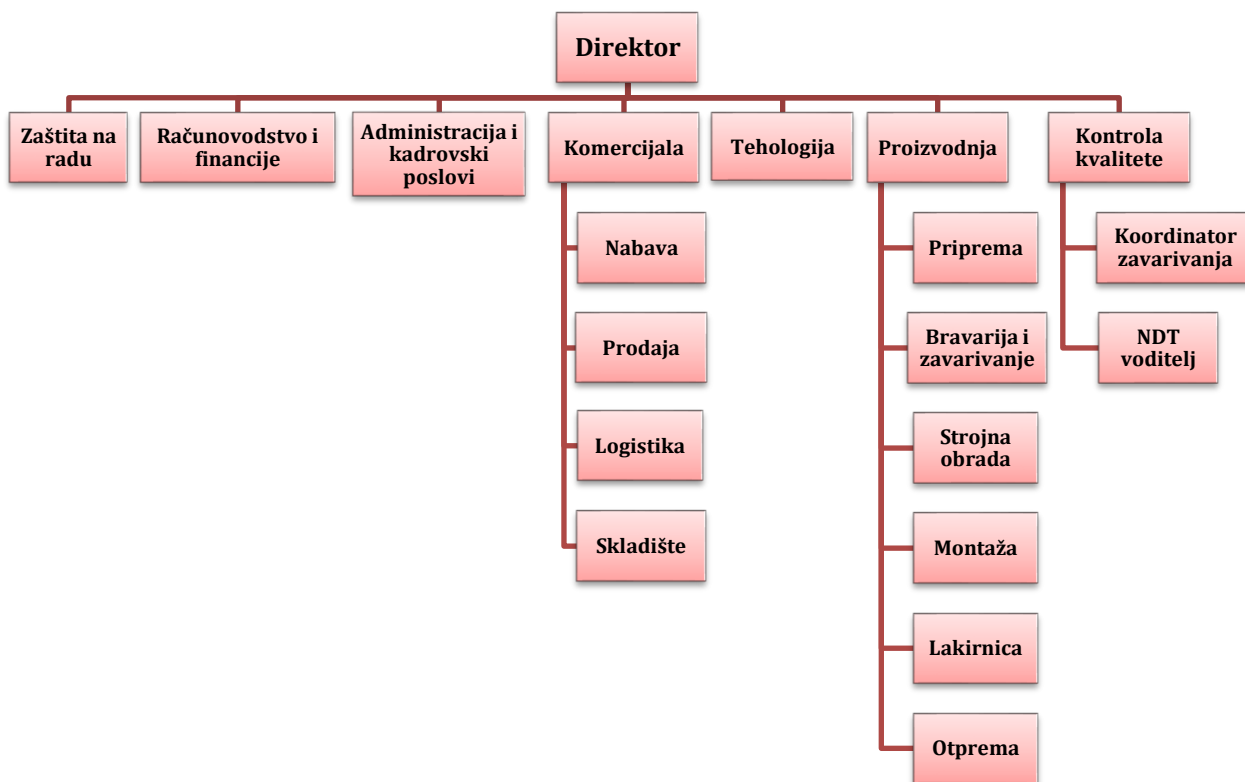 Direktor
Zaštita na
radu
Računovodstvo i
financije
Administracija i
kadrovski
poslovi
Komercijala
Tehologija
Proizvodnja
Kontrola
kvalitete
Nabava
Prodaja
Logistika
Skladište
Priprema
Bravarija i
zavarivanje
Strojna
obrada
Montaža
Lakirnica
Otprema
Koordinator
zavarivanja
NDT
voditelj